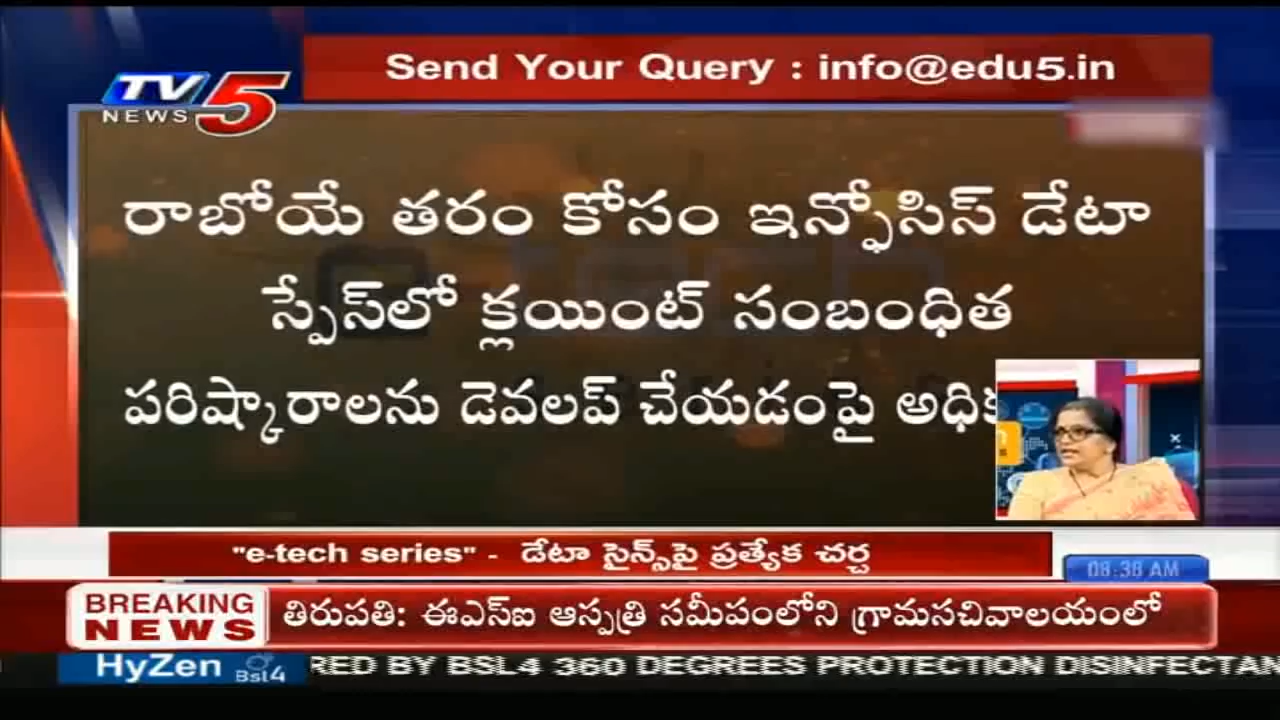 Send Your Query : info@edu5.in
TV5
NEWS
రాబోయే తరం కోసం ఇన్ఫోసిస్ డేటా
స్పేస్‌లో క్లయింట్ సంబంధిత
పరిష్కారాలను డెవలప్ చేయడంపై
"e-tech series" - డేటా సైన్స్‌పై ప్రత్యేక చర్చ
08:38 AM
BREAKING
NEWS
తిరుపతి: ఈఎస్ఐ ఆస్పత్రి సమీపంలోని గ్రామసచివాలయంలో
HyZen Bsl4
RED BY BSL4 360 DEGREES PROTECTION DISINFECTAN